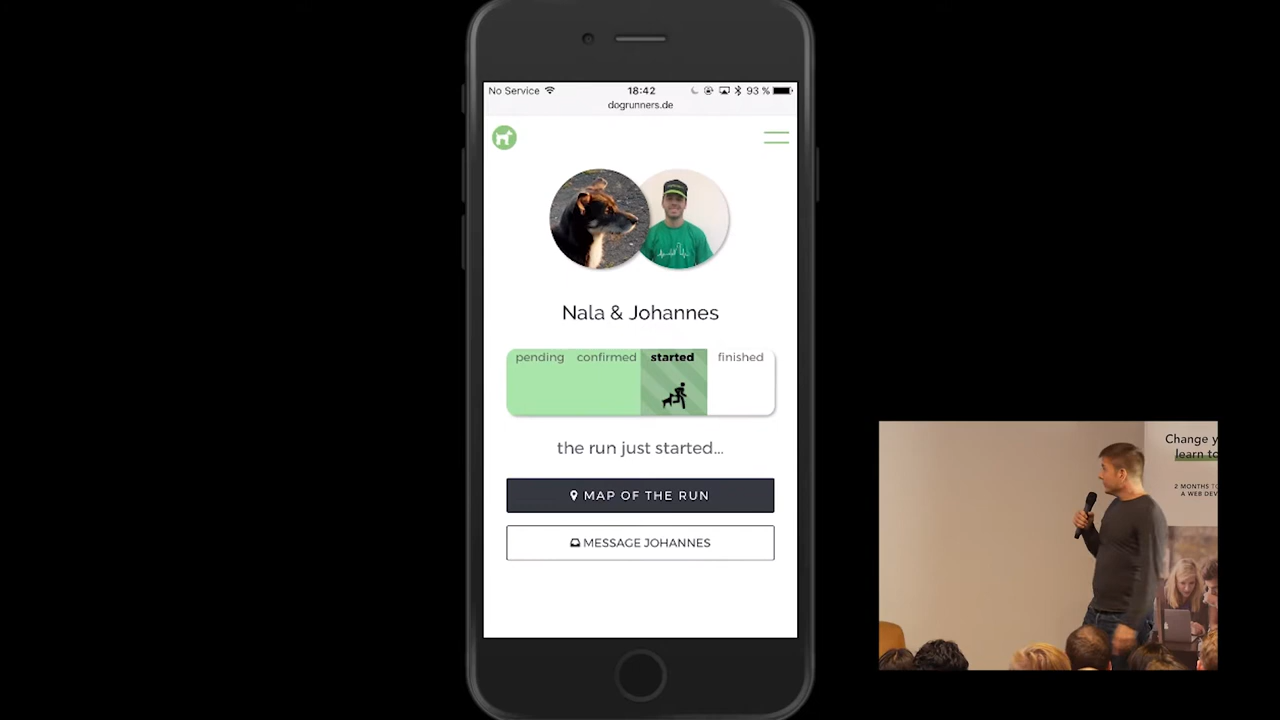 No Service 18:42 93 %
dogrunners.de
Nala & Johannes
pending confirmed started finished
the run just started...
MAP OF THE RUN
MESSAGE JOHANNES
Change y
learn to
2 MONTHS TO
A WEB DEV